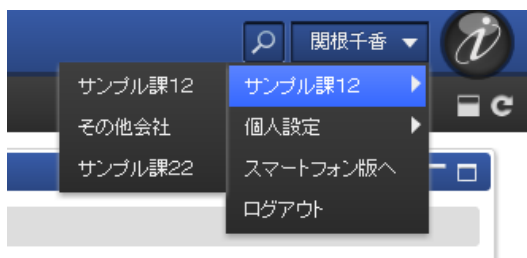 関根千香
サンプル課12
その他会社
サンプル課22
サンプル課12
個人設定
スマートフォン版へ
ログアウト